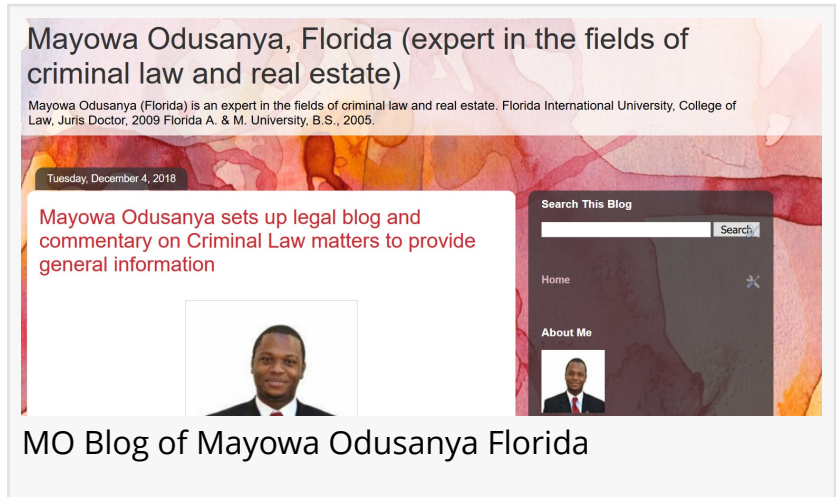 Mayowa Odusanya, Florida (expert in the fields of
criminal law and real estate)
Mayowa Odusanya (Florida) is an expert in the fields of criminal law and real estate. Florida International University, College of
Law, Juris Doctor, 2009 Florida A. & M. University, B.S., 2005.
Tuesday, December 4, 2018
Mayowa Odusanya sets up legal blog and
commentary on Criminal Law matters to provide
general information
Search This Blog
Search
Home
About Me
MO Blog of Mayowa Odusanya Florida